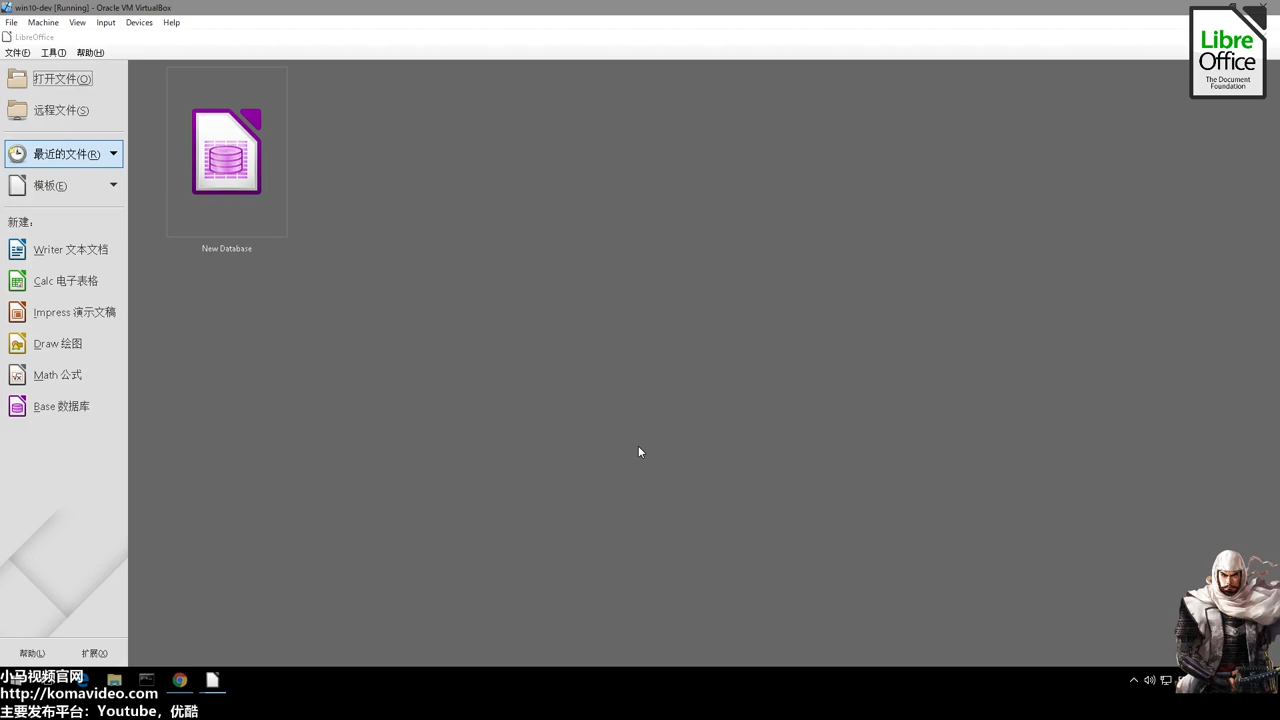 win10-dev [Running] - Oracle VM VirtualBox
File Machine View Input Devices Help
LibreOffice
文件(F) 工具(T) 帮助(H)
打开文件(O)
远程文件(S)
最近的文件(R)
模板(E)
新建:
Writer 文本文档
Calc 电子表格
Impress 演示文稿
Draw 绘图
Math 公式
Base 数据库
帮助(L) 扩展(X)
New Database
Libre
Office
The Document
Foundation
小马视频官网
http://komavideo.com
主要发布平台：Youtube，优酷